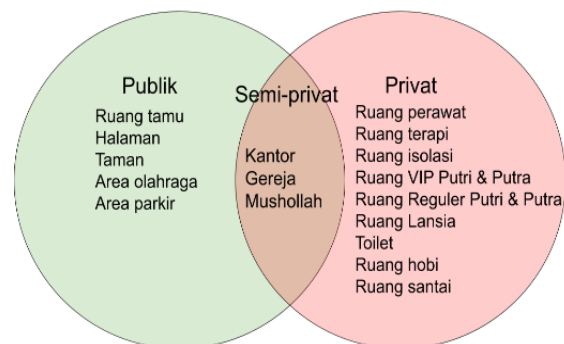 Publik
Ruang tamu
Halaman
Taman
Area olahraga
Area parkir
Semi-privat
Kantor
Gereja
Mushollah
Privat
Ruang perawat
Ruang terapi
Ruang isolasi
Ruang VIP Putri & Putra
Ruang Reguler Putri & Putra
Ruang Lansia
Toilet
Ruang hobi
Ruang santai